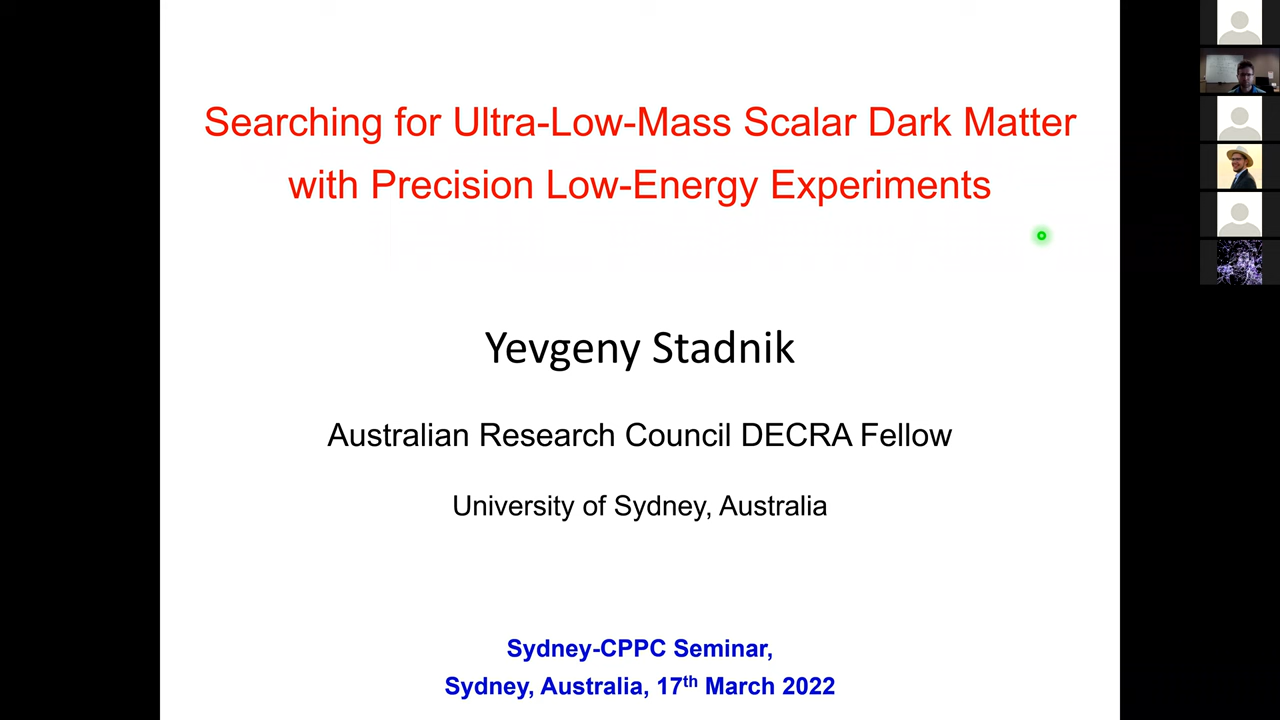 Searching for Ultra-Low-Mass Scalar Dark Matter
with Precision Low-Energy Experiments
Yevgeny Stadnik
Australian Research Council DECRA Fellow
University of Sydney, Australia
Sydney-CPPC Seminar,
Sydney, Australia, 17th March 2022